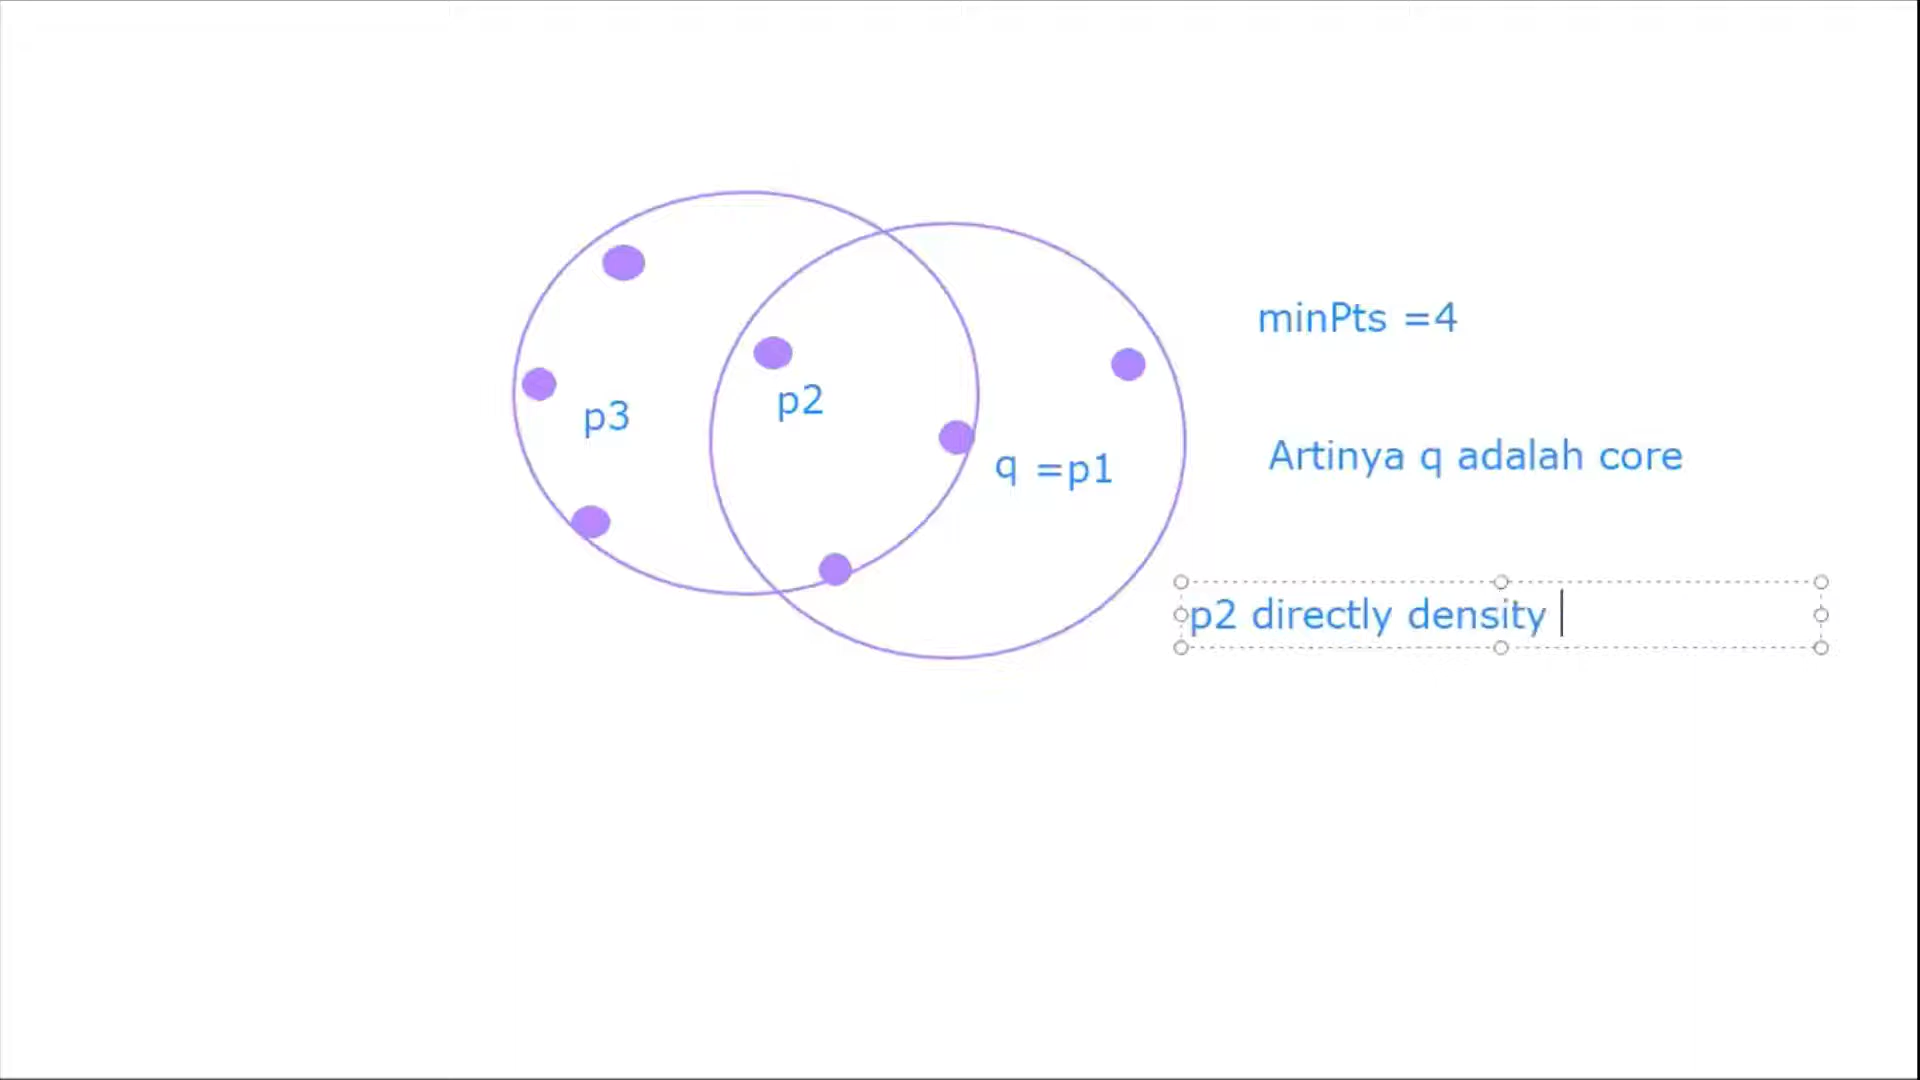 minPts =4
p2
p3
q =p1
Artinya q adalah core
p2 directly density